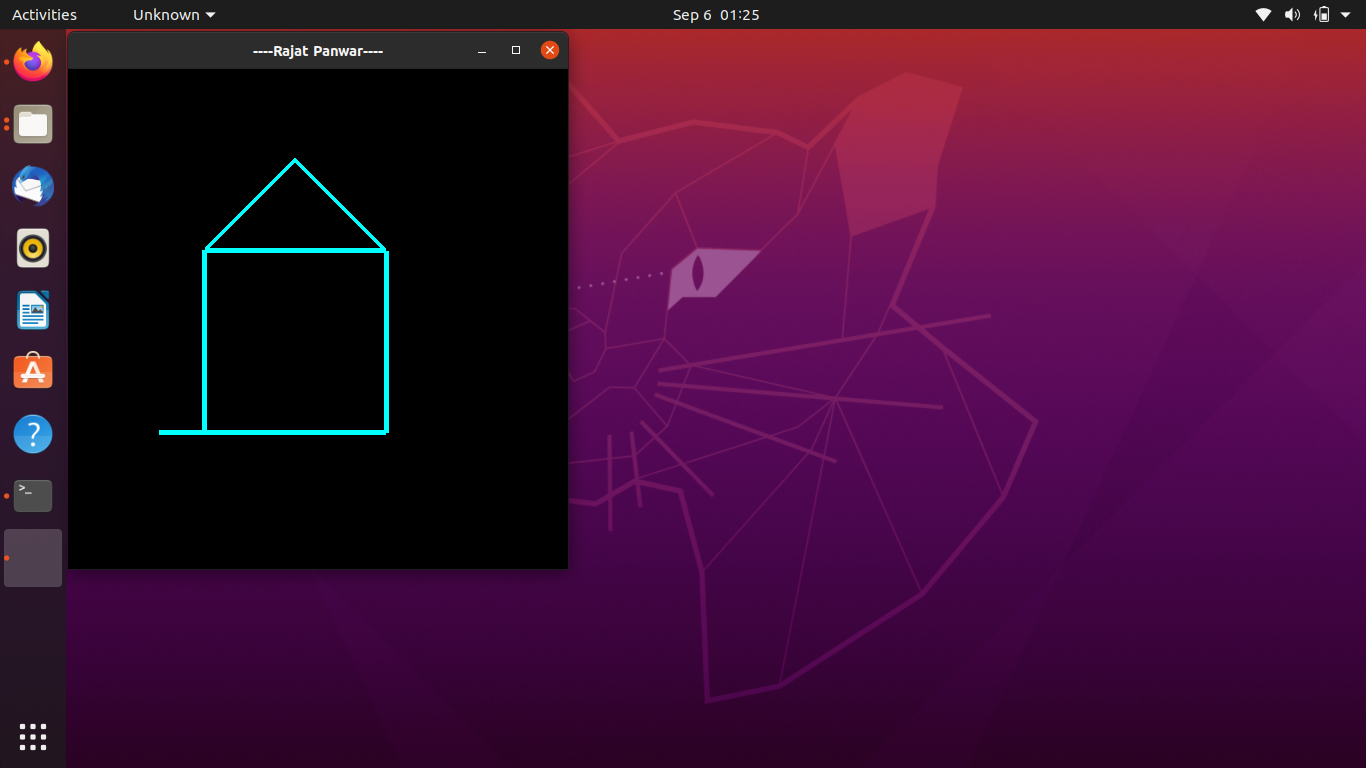 Activities
Unknown
Sep 6 01:25
----Rajat Panwar----